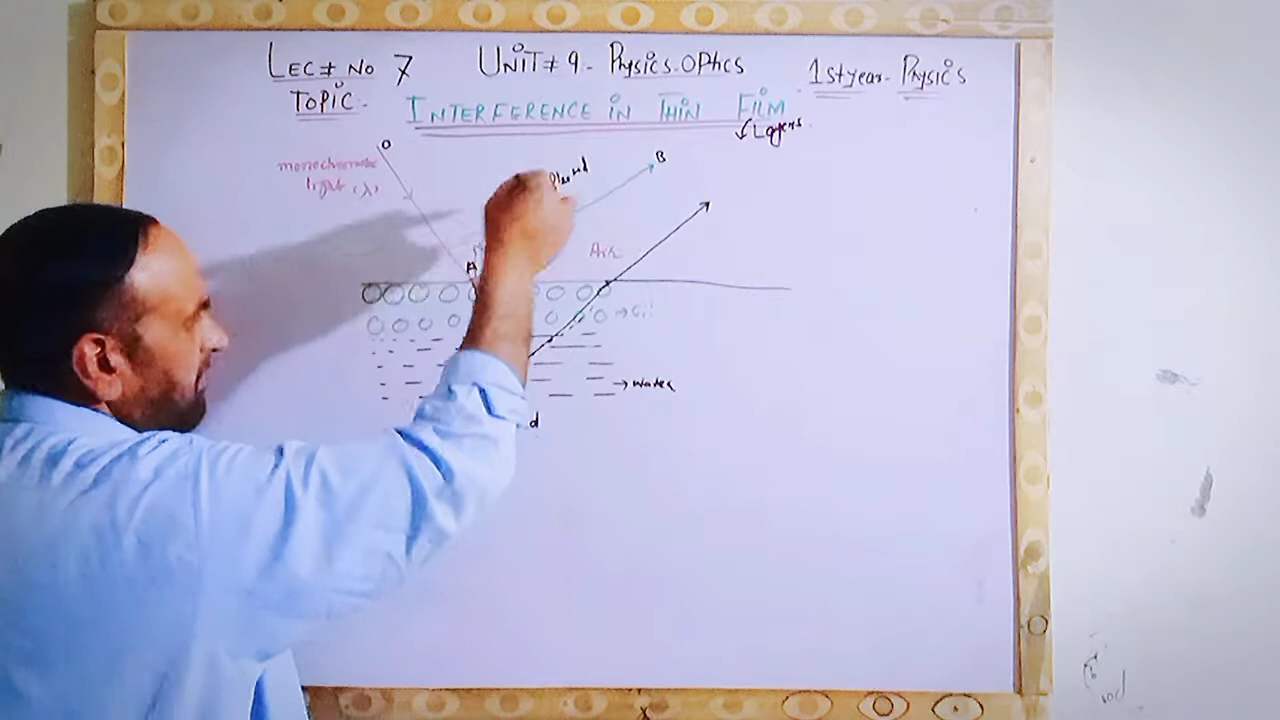 LEC # NO 7 UNIT # 9 - PHYSICS-OPTICS 1st year - PHYSICS
TOPIC - INTERFERENCE IN THIN FILM
Layers
O
monochromatic
light (λ)
B
A
Air
→ Oil
→ Water
d